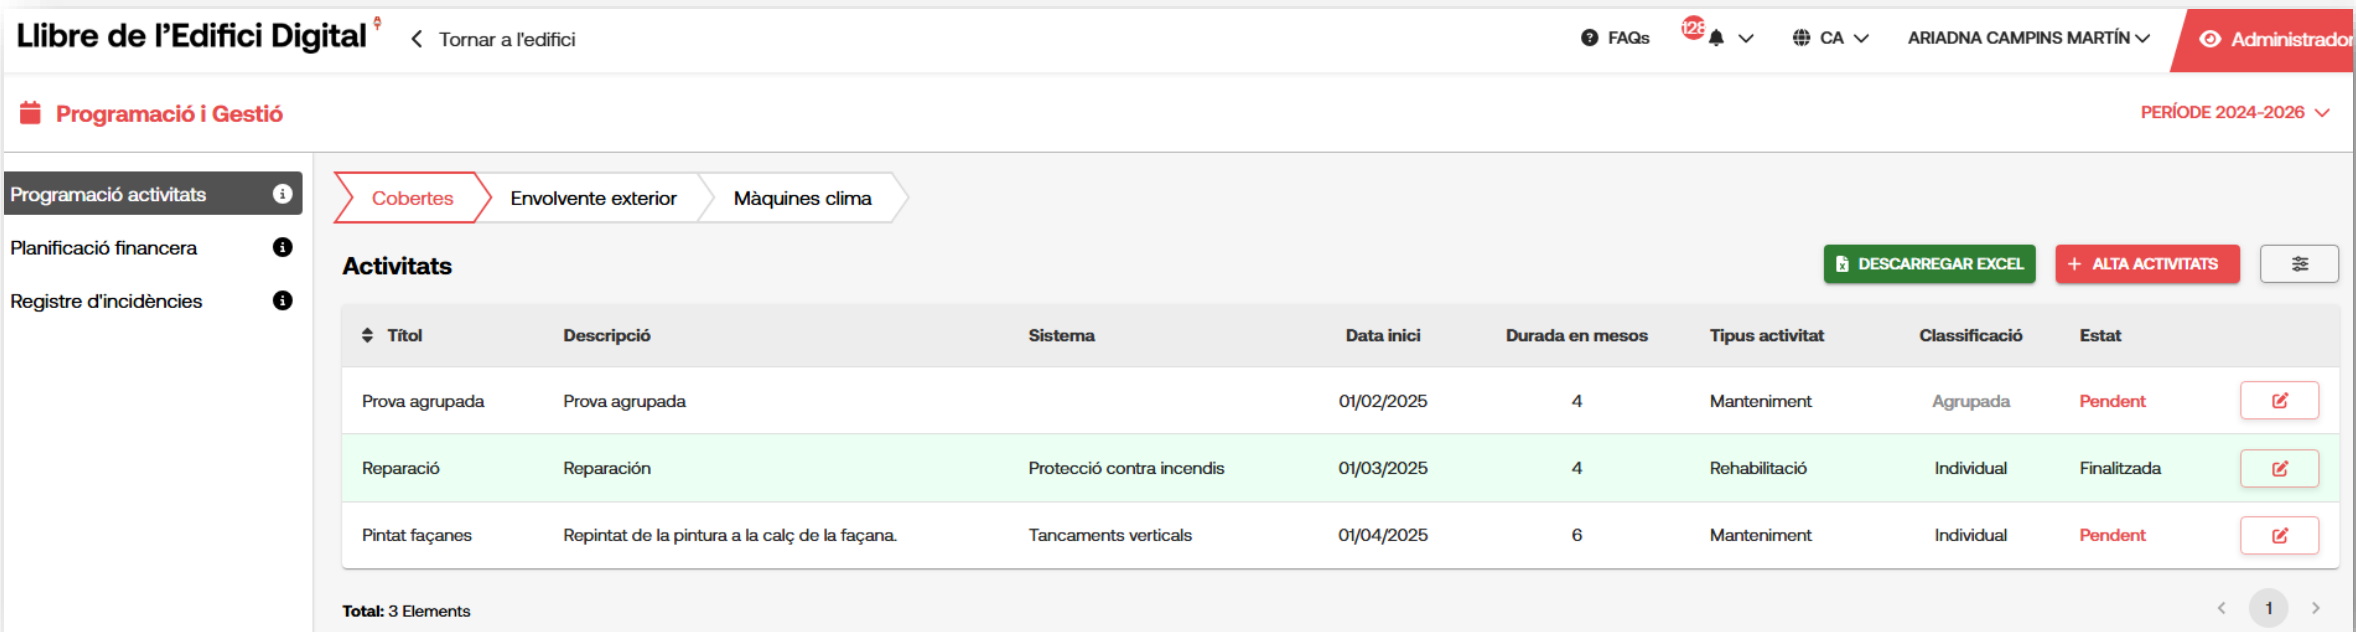 Llibre de l'Edifici Digital
Tornar a l'edifici
FAQs
128
CA
ARIADNA CAMPINS MARTÍN
Administrador
Programació i Gestió
PERÍODE 2024-2026
Programació activitats
Planificació financera
Registre d'incidències
Cobertes
Envolvente exterior
Màquines clima
Activitats
DESCARREGAR EXCEL
+ ALTA ACTIVITATS
Títol Descripció Sistema Data inici Durada en mesos Tipus activitat Classificació Estat
Prova agrupada Prova agrupada 01/02/2025 4 Manteniment Agrupada Pendent
Reparació Reparación Protecció contra incendis 01/03/2025 4 Rehabilitació Individual Finalitzada
Pintat façanes Repintat de la pintura a la calç de la façana. Tancaments verticals 01/04/2025 6 Manteniment Individual Pendent
Total: 3 Elements
< 1 >